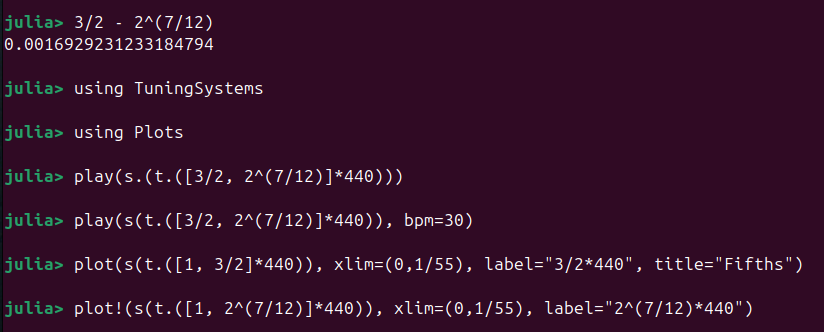 julia> 3/2 - 2^(7/12)
0.0016929231233184794
julia> using TuningSystems
julia> using Plots
julia> play(s.(t.([3/2, 2^(7/12)]*440)))
julia> play(s(t.([3/2, 2^(7/12)]*440)), bpm=30)
julia> plot(s(t.([1, 3/2]*440)), xlim=(0,1/55), label="3/2*440", title="Fifths")
julia> plot!(s(t.([1, 2^(7/12)]*440)), xlim=(0,1/55), label="2^(7/12)*440")